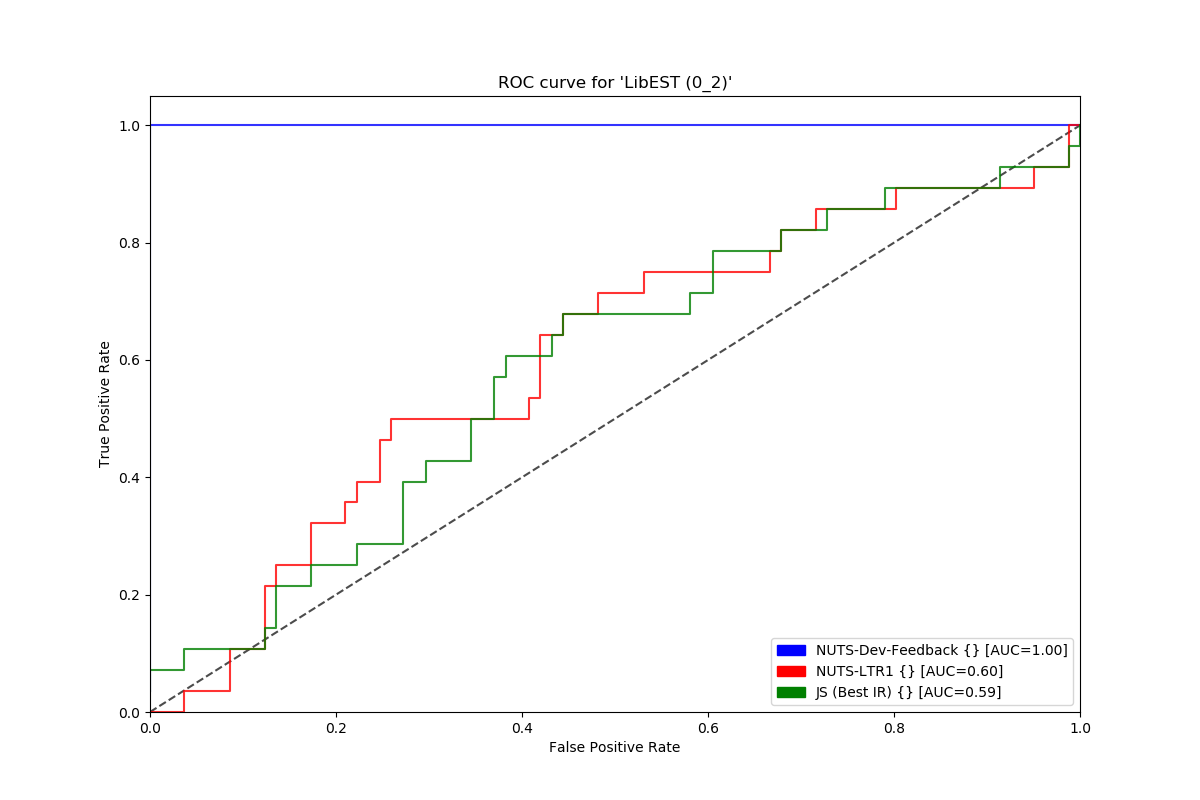 ROC curve for 'LibEST (0_2)'
True Positive Rate
1.0
0.8
0.6
0.4
0.2
0.0
NUTS-Dev-Feedback {} [AUC=1.00]
NUTS-LTR1 {} [AUC=0.60]
JS (Best IR) {} [AUC=0.59]
0.0 0.2 0.4 0.6 0.8 1.0
False Positive Rate